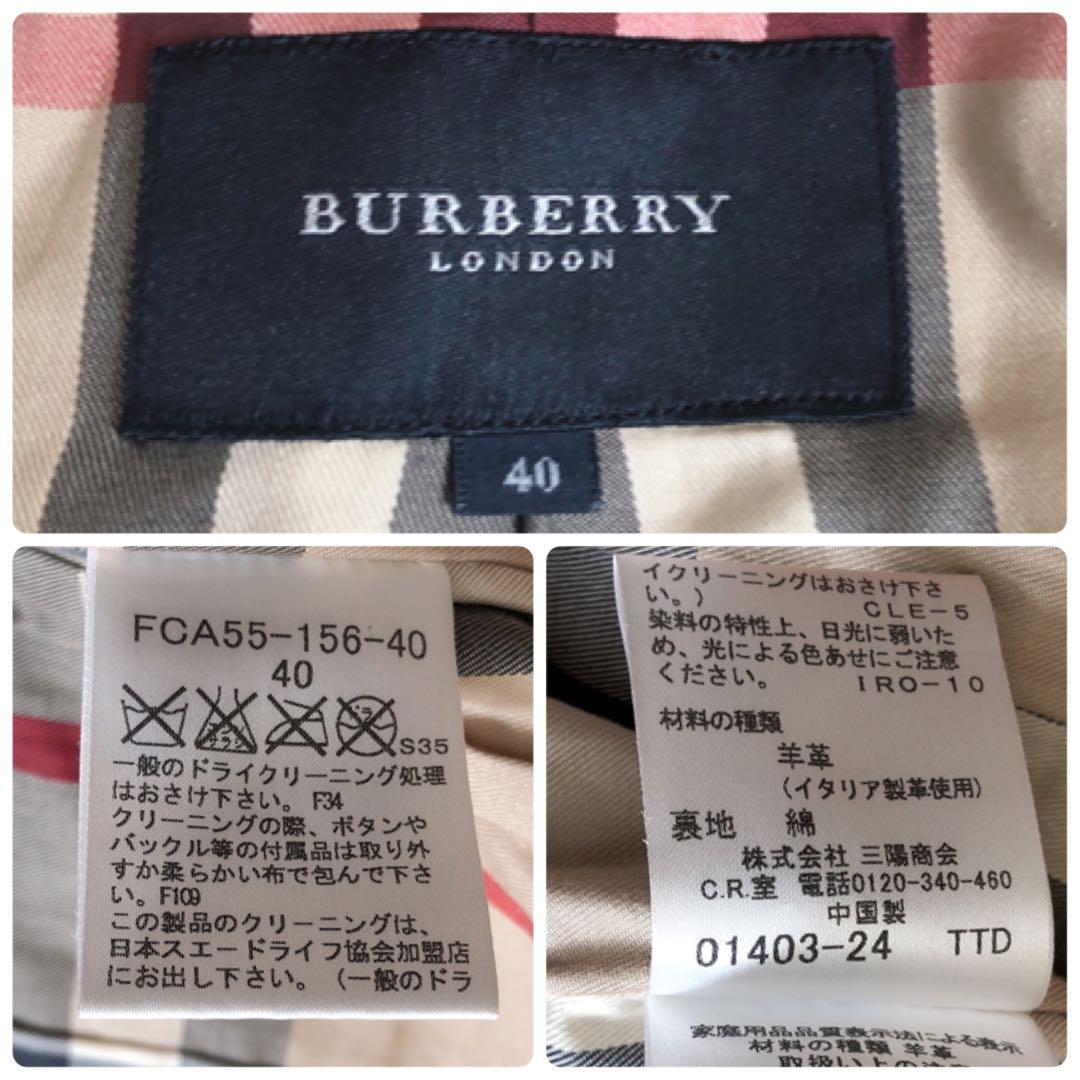 BURBERRY
LONDON
40
FCA55-156-40
40
S35
一般のドライクリーニング処理
はおさけ下さい。F34
クリーニングの際、ボタンや
バックル等の付属品は取り外
すか柔らかい布で包んで下さ
い。F109
この製品のクリーニングは、
日本スエードライフ協会加盟店
にお出し下さい。（一般のドラ
イクリーニングはおさけ下さ
い。）　CLE-5
染料の特性上、日光に弱いた
め、光による色あせにご注意
ください。　IRO-10
材料の種類
羊革
（イタリア製革使用）
裏地　綿
株式会社 三陽商会
C.R.室　電話0120-340-460
中国製
01403-24　TTD
家庭用品品質表示法による表示
材料の種類 羊革